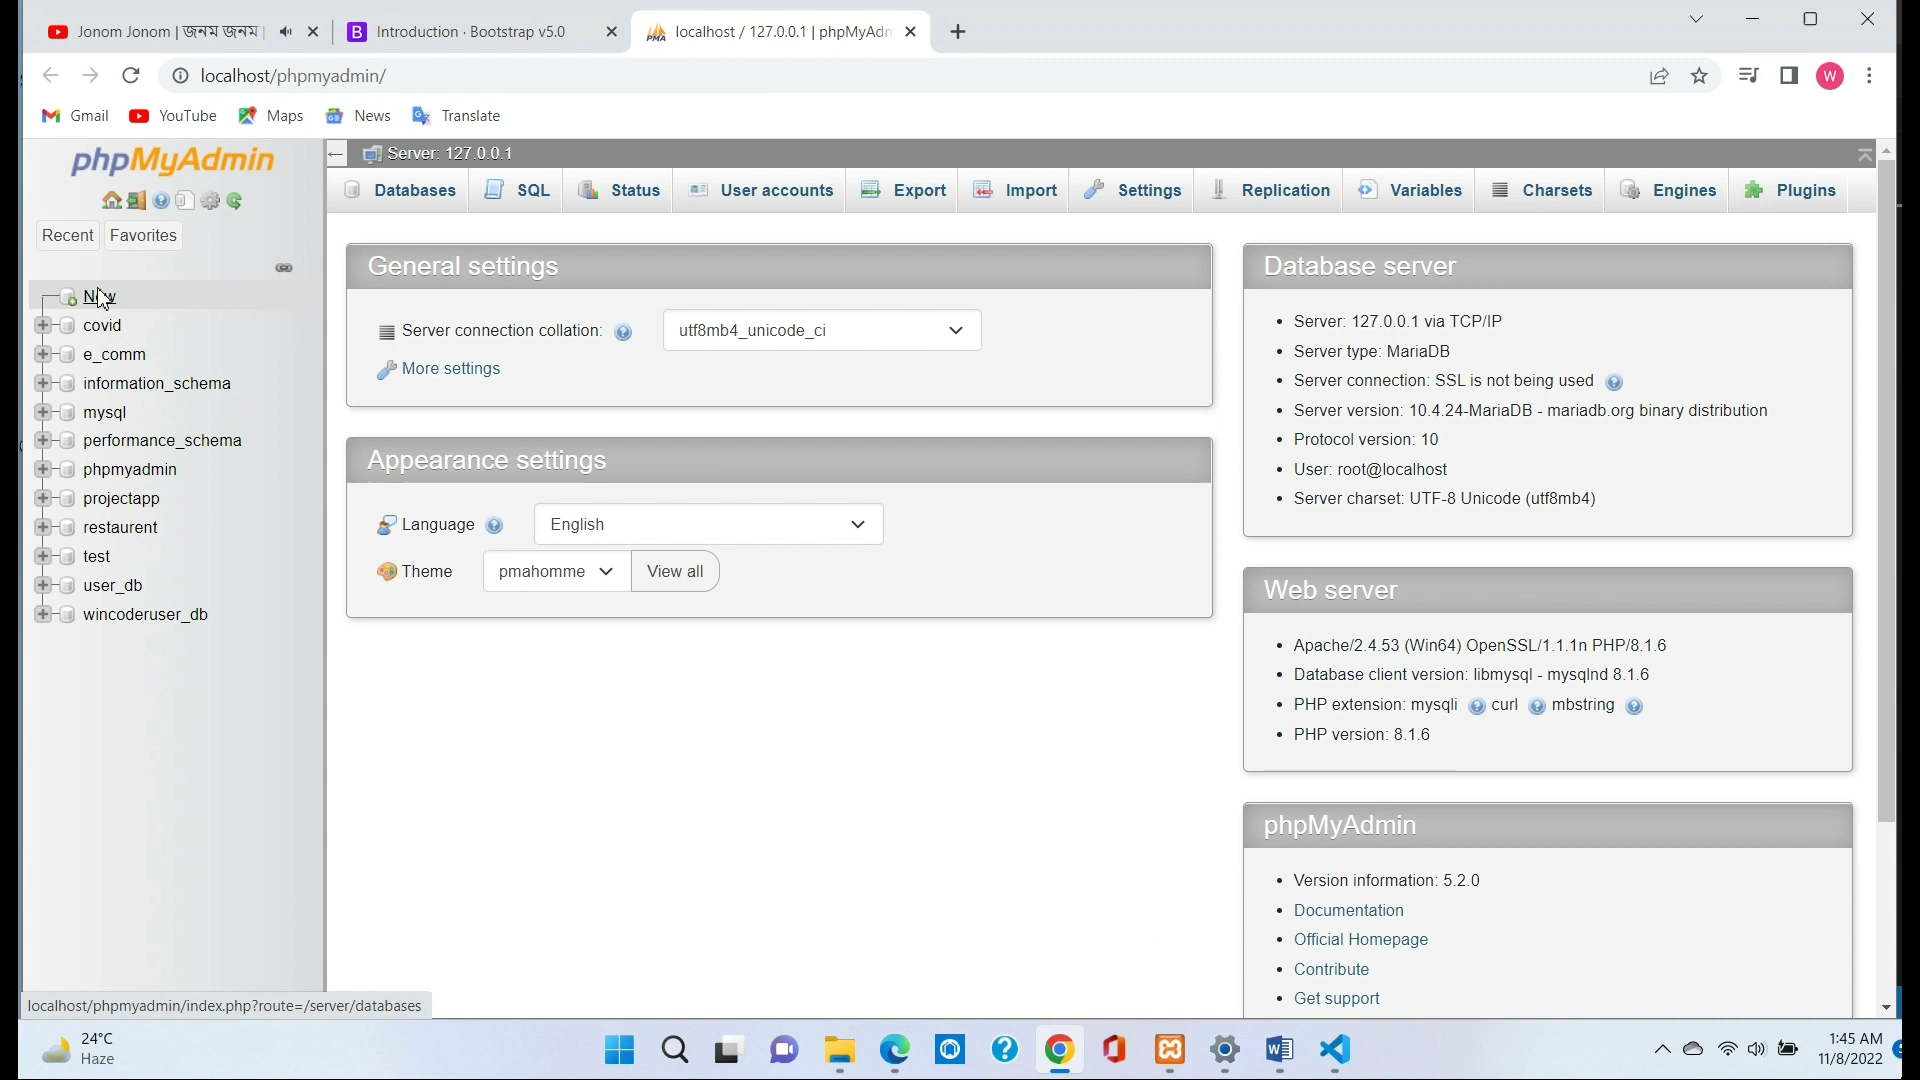 Jonom Jonom | জনম জনম
Introduction · Bootstrap v5.0
localhost / 127.0.0.1 | phpMyAdm
localhost/phpmyadmin/
W
Gmail
YouTube
Maps
News
Translate
phpMyAdmin
Recent
Favorites
New
covid
e_comm
information_schema
mysql
performance_schema
phpmyadmin
projectapp
restaurent
test
user_db
wincoderuser_db
Server: 127.0.0.1
Databases
SQL
Status
User accounts
Export
Import
Settings
Replication
Variables
Charsets
Engines
Plugins
General settings
Server connection collation:
utf8mb4_unicode_ci
More settings
Appearance settings
Language
English
Theme
pmahomme
View all
Database server
Server: 127.0.0.1 via TCP/IP
Server type: MariaDB
Server connection: SSL is not being used
Server version: 10.4.24-MariaDB - mariadb.org binary distribution
Protocol version: 10
User: root@localhost
Server charset: UTF-8 Unicode (utf8mb4)
Web server
Apache/2.4.53 (Win64) OpenSSL/1.1.1n PHP/8.1.6
Database client version: libmysql - mysqlnd 8.1.6
PHP extension: mysqli curl mbstring
PHP version: 8.1.6
phpMyAdmin
Version information: 5.2.0
Documentation
Official Homepage
Contribute
Get support
localhost/phpmyadmin/index.php?route=/server/databases
24°C
Haze
1:45 AM
11/8/2022